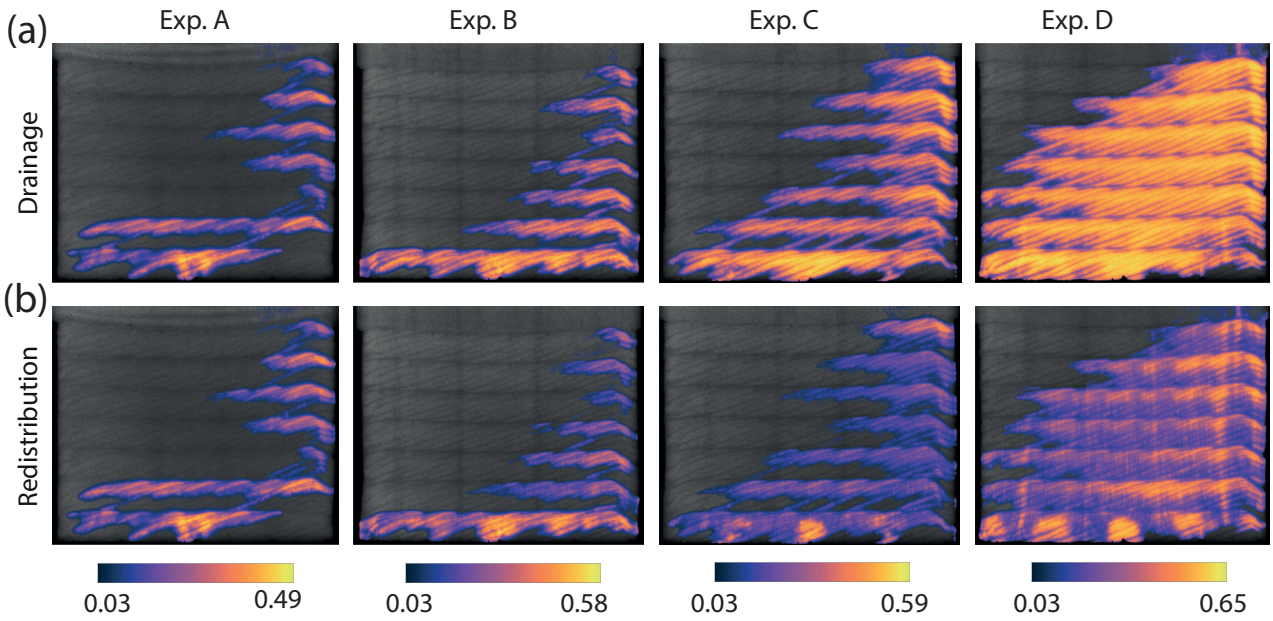 Exp. A Exp. B Exp. C Exp. D
(a)
Drainage
(b)
Redistribution
0.03 0.49 0.03 0.58 0.03 0.59 0.03 0.65